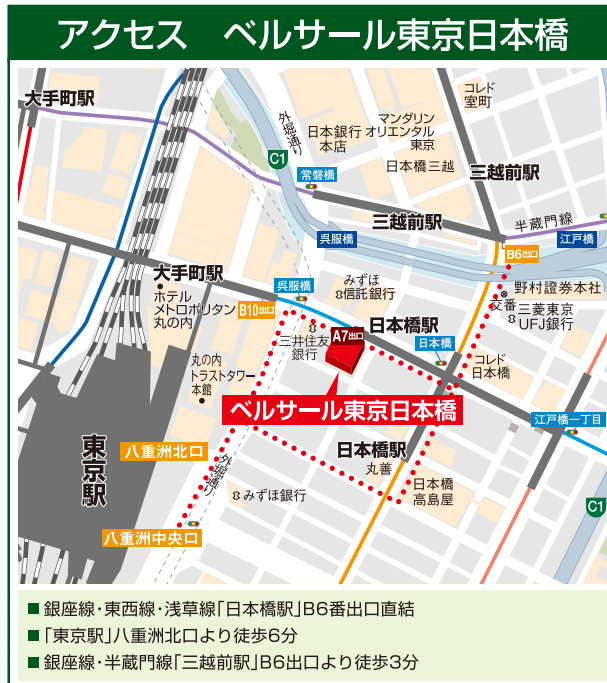 アクセス ベルサール東京日本橋
大手町駅
外堀通り
C1
日本銀行
本店
マンダリン
オリエンタル
東京
コレド
室町
日本橋三越
三越前駅
常磐橋
三越前駅
半蔵門線
呉服橋
江戸橋
B6出口
大手町駅
ホテル
メトロポリタン
丸の内
呉服橋
B10出口
みずほ
信託銀行
野村證券本社
交番
三菱東京
UFJ銀行
日本橋駅
三井住友
銀行
A7出口
日本橋
コレド
日本橋
丸の内
トラストタワー
本館
ベルサール東京日本橋
江戸橋一丁目
東京駅
八重洲北口
日本橋駅
丸善
外堀通り
日本橋
高島屋
みずほ銀行
C1
八重洲中央口
■ 銀座線・東西線・浅草線「日本橋駅」B6番出口直結
■ 「東京駅」八重洲北口より徒歩6分
■ 銀座線・半蔵門線「三越前駅」B6出口より徒歩3分